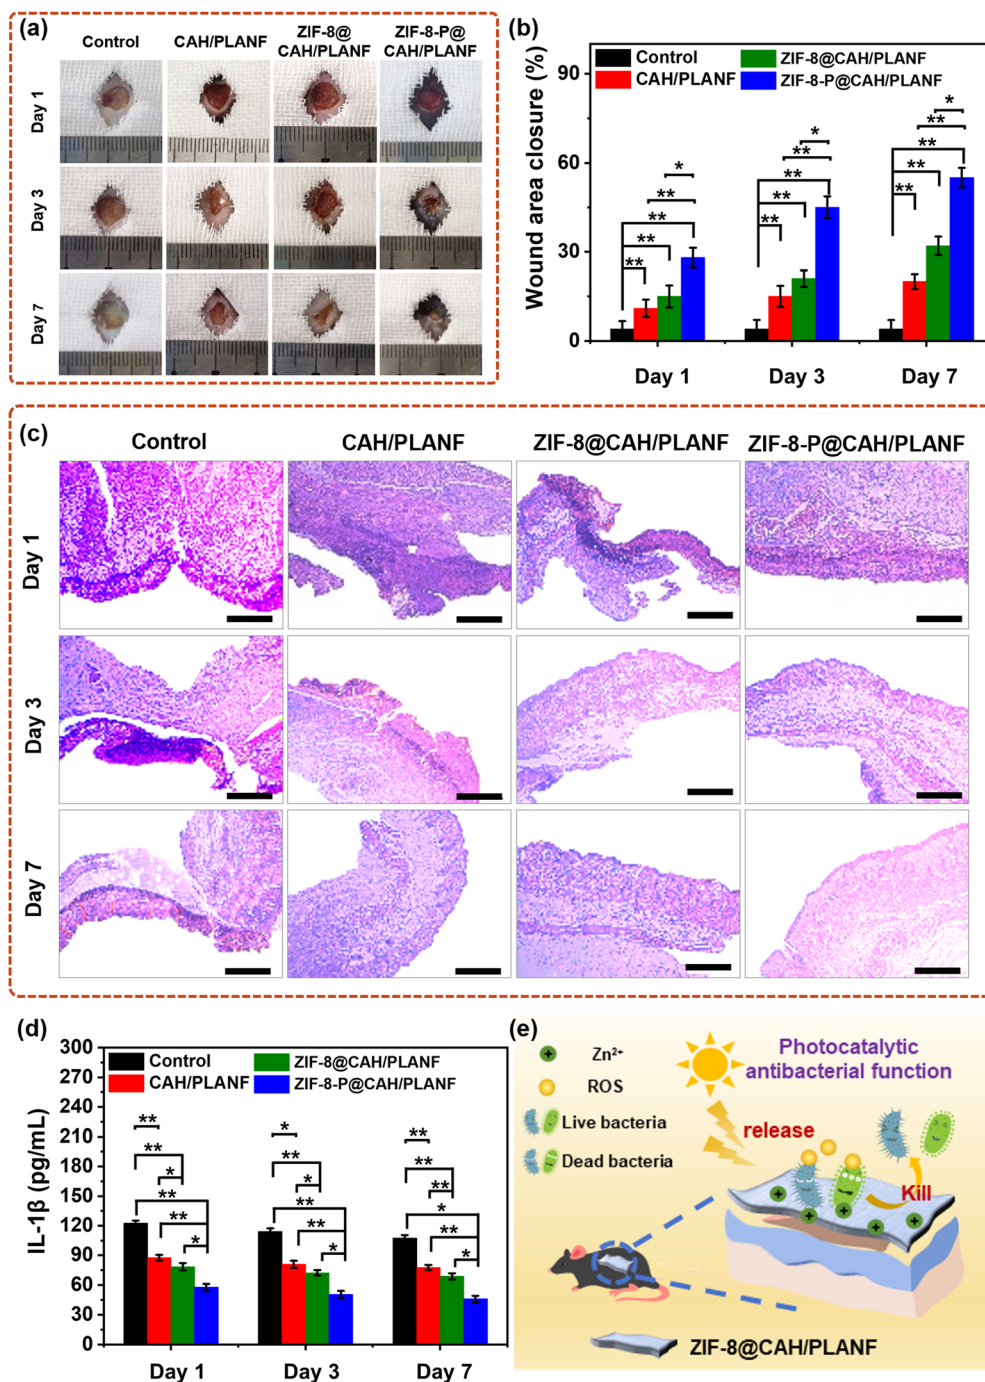 (a)
Control
CAH/PLANF
ZIF-8@
CAH/PLANF
ZIF-8-P@
CAH/PLANF
Day 1
Day 3
Day 7
(b)
Control
CAH/PLANF
ZIF-8@CAH/PLANF
ZIF-8-P@CAH/PLANF
Wound area closure (%)
90
60
30
0
**
**
**
**
*
**
**
**
**
*
**
**
**
**
*
Day 1
Day 3
Day 7
(c)
Control
CAH/PLANF
ZIF-8@CAH/PLANF
ZIF-8-P@CAH/PLANF
Day 1
Day 3
Day 7
(d)
Control
CAH/PLANF
ZIF-8@CAH/PLANF
ZIF-8-P@CAH/PLANF
IL-1β (pg/mL)
300
270
240
210
180
150
120
90
60
30
0
**
**
*
**
**
*
*
**
*
**
**
*
**
**
**
*
**
*
Day 1
Day 3
Day 7
(e)
Zn²⁺
ROS
Live bacteria
Dead bacteria
Photocatalytic
antibacterial function
release
Kill
ZIF-8@CAH/PLANF